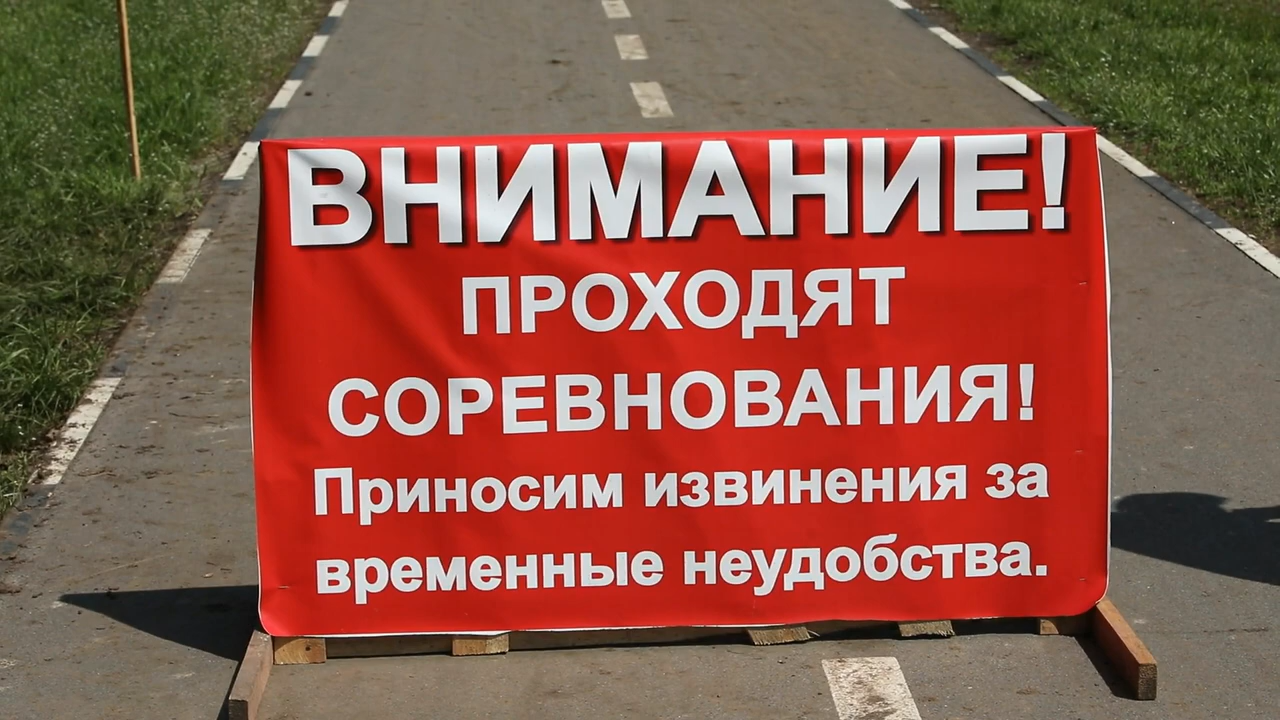 ВНИМАНИЕ!
ПРОХОДЯТ
СОРЕВНОВАНИЯ!
Приносим извинения за
временные неудобства.